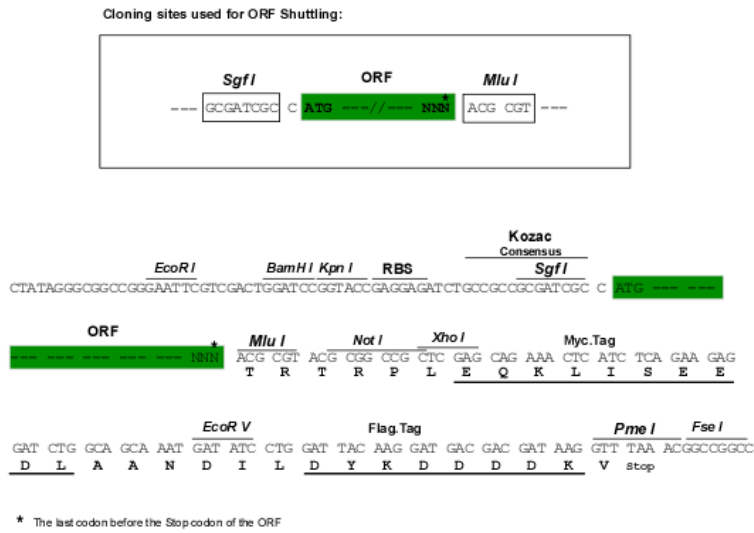 Cloning sites used for ORF Shuttling:
Sgf I ORF Mlu I
*
--- GCGATCGC C ATG ---//--- NNN ACG CGT ---
Kozac
Consensus
EcoR I BamH I Kpn I RBS Sgf I
CTATAGGGCGGCCGGGAATTCGTCGACTGGATCCGGTACCGAGGAGATCTGCCGCCGCGATCGC C ATG --- ---
ORF
* Mlu I Not I Xho I Myc.Tag
--- --- --- --- --- NNN ACG CGT ACG CGG CCG CTC GAG CAG AAA CTC ATC TCA GAA GAG
T R T R P L E Q K L I S E E
EcoR V Flag.Tag Pme I Fse I
GAT CTG GCA GCA AAT GAT ATC CTG GAT TAC AAG GAT GAC GAC GAT AAG GTT TAA ACGGCCGGCC
D L A A N D I L D Y K D D D D K V Stop
* The last codon before the Stop codon of the ORF